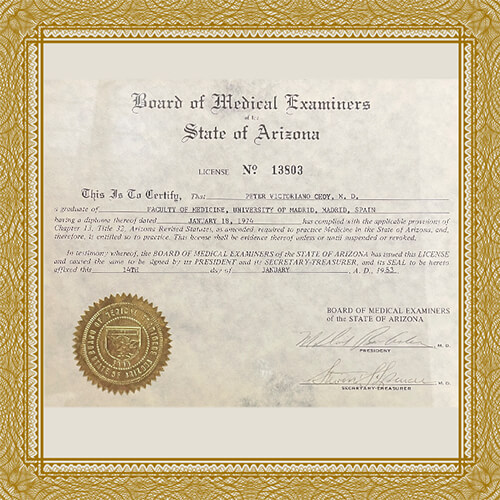 Board of Medical Examiners
of the
State of Arizona
LICENSE Nº 13803
This Is To Certify, That PETER VICTORIANO CHOY, M. D.
a graduate of FACULTY OF MEDICINE, UNIVERSITY OF MADRID, MADRID, SPAIN
having a diploma thereof dated JANUARY 18, 1976 has complied with the applicable provisions of
Chapter 13, Title 32, Arizona Revised Statutes, as amended, required to practice Medicine in the State of Arizona, and,
therefore, is entitled to its practice. This license shall be evidence thereof unless or until suspended or revoked.
In testimony whereof, the BOARD OF MEDICAL EXAMINERS of the STATE OF ARIZONA has issued this LICENSE
and caused the same to be signed by its PRESIDENT and its SECRETARY-TREASURER, and its SEAL to be hereto
affixed this 14TH day of JANUARY A. D., 1983
BOARD OF MEDICAL EXAMINERS
of the STATE OF ARIZONA
M. D.
PRESIDENT
M. D.
SECRETARY-TREASURER